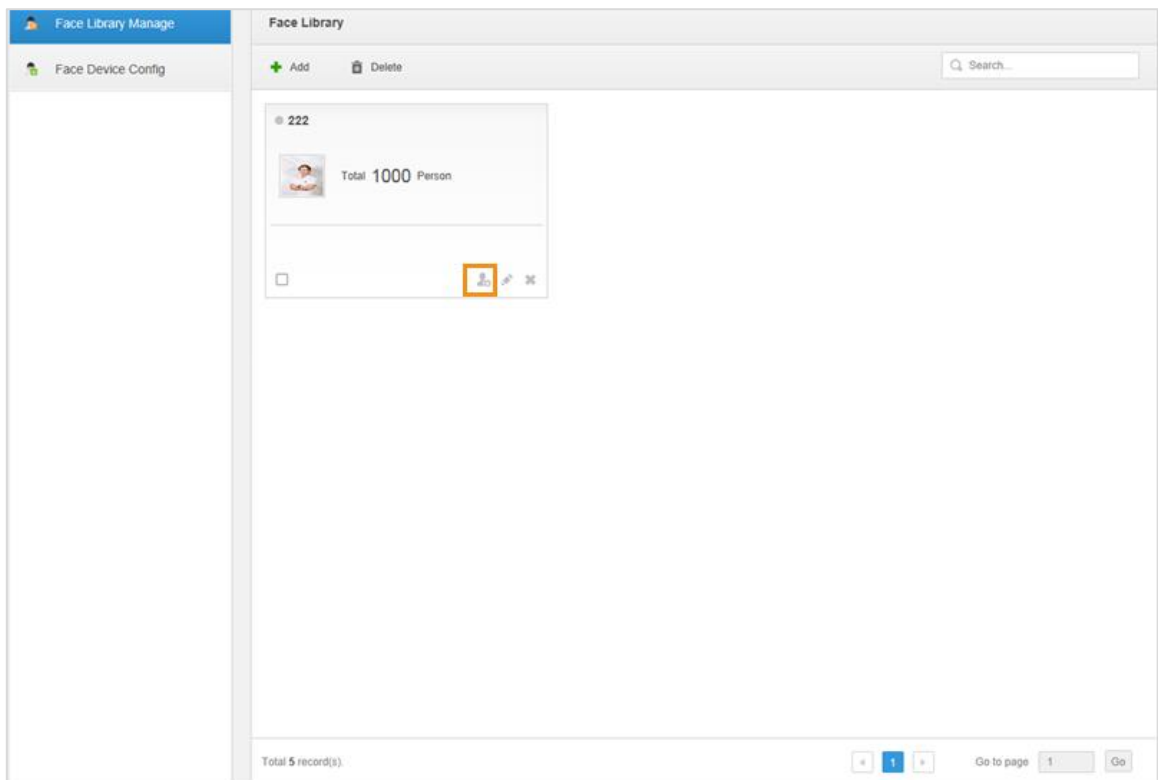 Face Library Manage
Face Device Config
Face Library
Add Delete Search...
222
Total 1000 Person
Total 5 record(s).
1 Go to page 1 Go